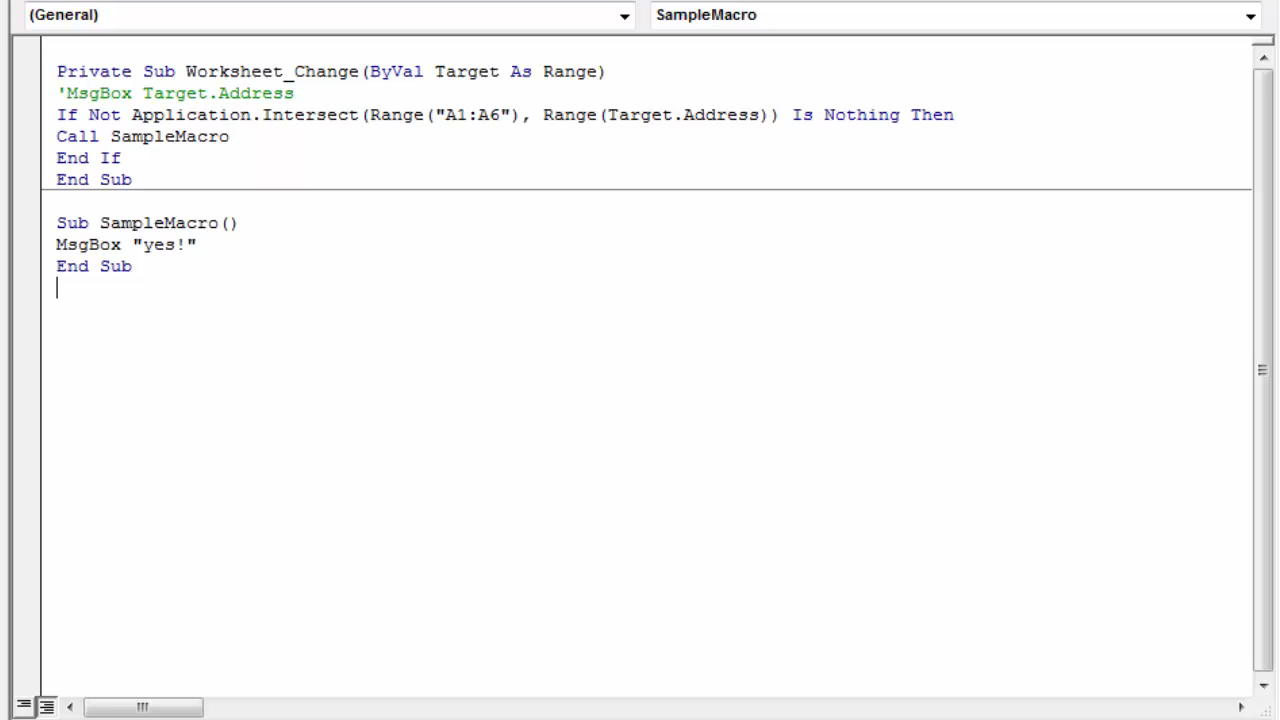 (General) SampleMacro
Private Sub Worksheet_Change(ByVal Target As Range)
'MsgBox Target.Address
If Not Application.Intersect(Range("A1:A6"), Range(Target.Address)) Is Nothing Then
Call SampleMacro
End If
End Sub
Sub SampleMacro()
MsgBox "yes!"
End Sub